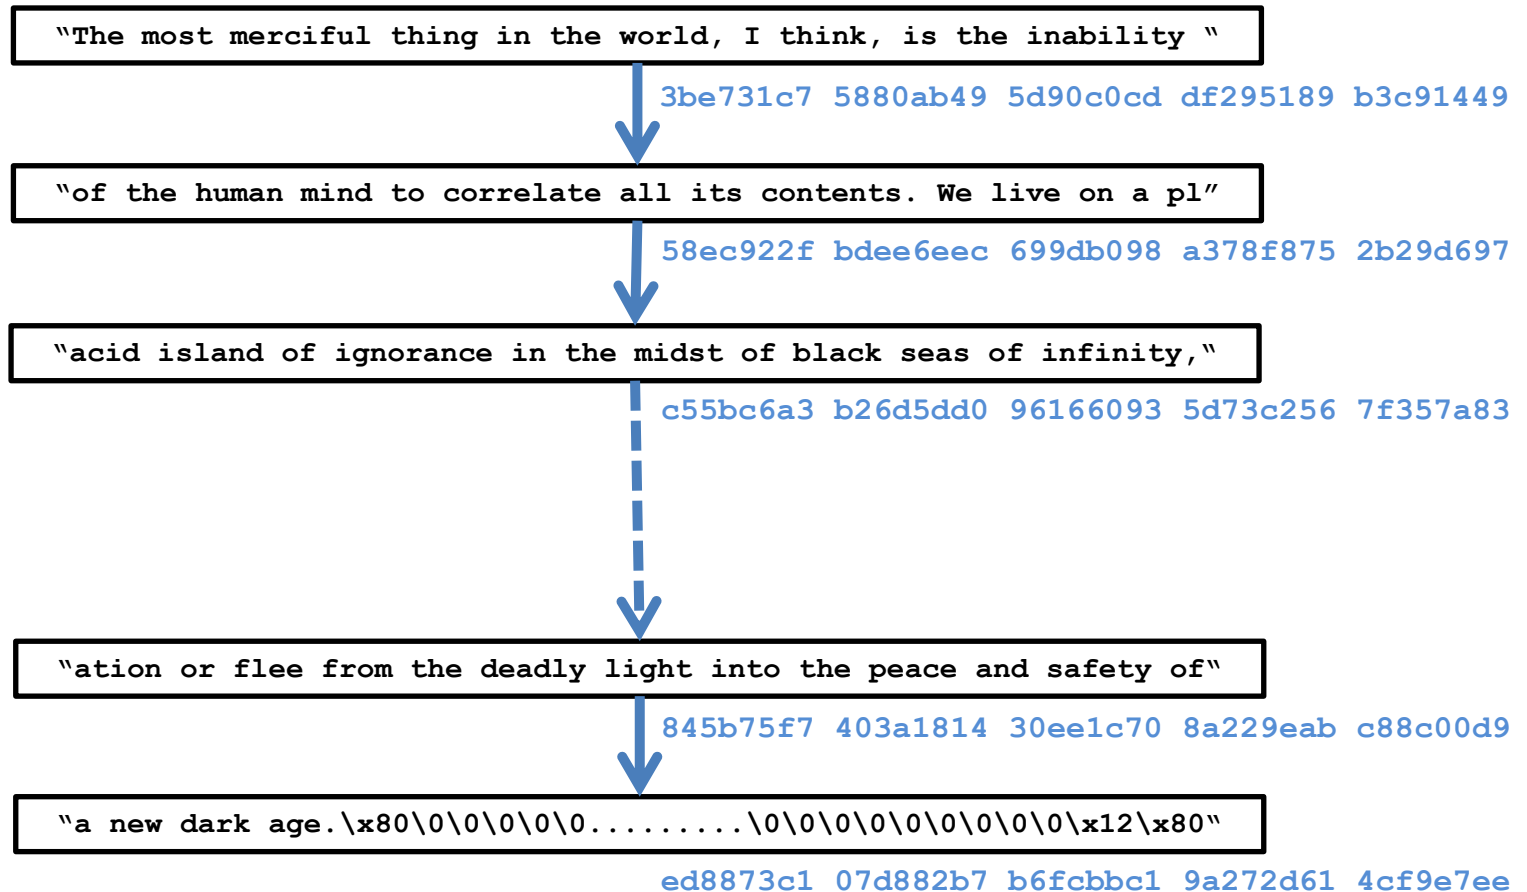 “The most merciful thing in the world, I think, is the inability “
3be731c7 5880ab49 5d90c0cd df295189 b3c91449
“of the human mind to correlate all its contents. We live on a pl”
58ec922f bdee6eec 699db098 a378f875 2b29d697
“acid island of ignorance in the midst of black seas of infinity,“
c55bc6a3 b26d5dd0 96166093 5d73c256 7f357a83
“ation or flee from the deadly light into the peace and safety of“
845b75f7 403a1814 30ee1c70 8a229eab c88c00d9
“a new dark age.\x80\0\0\0\0\0.........\0\0\0\0\0\0\0\0\0\x12\x80“
ed8873c1 07d882b7 b6fcbbc1 9a272d61 4cf9e7ee